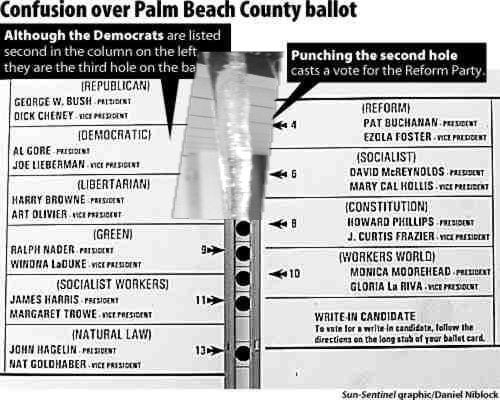 Confusion over Palm Beach County ballot
Although the Democrats are listed
second in the column on the left,
they are the third hole on the
Punching the second hole
casts a vote for the Reform Party.
(REPUBLICAN)
GEORGE W. BUSH - PRESIDENT
DICK CHENEY - VICE PRESIDENT
(DEMOCRATIC)
AL GORE - PRESIDENT
JOE LIEBERMAN - VICE PRESIDENT
(LIBERTARIAN)
HARRY BROWNE - PRESIDENT
ART OLIVIER - VICE PRESIDENT
(GREEN)
RALPH NADER - PRESIDENT
WINONA LaDUKE - VICE PRESIDENT
9
(SOCIALIST WORKERS)
JAMES HARRIS - PRESIDENT
MARGARET TROWE - VICE PRESIDENT
11
(NATURAL LAW)
JOHN HAGELIN - PRESIDENT
NAT GOLDHABER - VICE PRESIDENT
13
(REFORM)
4
PAT BUCHANAN - PRESIDENT
EZOLA FOSTER - VICE PRESIDENT
(SOCIALIST)
6
DAVID McREYNOLDS - PRESIDENT
MARY CAL HOLLIS - VICE PRESIDENT
(CONSTITUTION)
8
HOWARD PHILLIPS - PRESIDENT
J. CURTIS FRAZIER - VICE PRESIDENT
(WORKERS WORLD)
10
MONICA MOOREHEAD - PRESIDENT
GLORIA La RIVA - VICE PRESIDENT
WRITE-IN CANDIDATE
To vote for a write-in candidate, follow the
directions on the long stub of your ballot card.
Sun-Sentinel graphic/Daniel Niblock